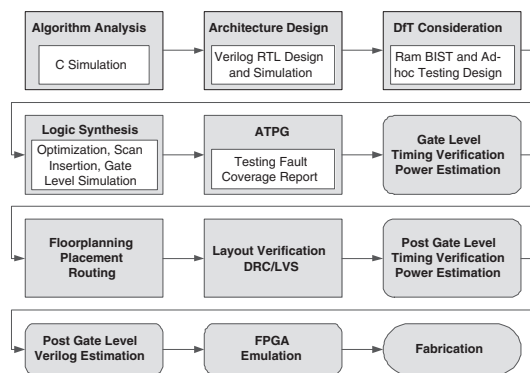 Algorithm Analysis
C Simulation
Architecture Design
Verilog RTL Design
and Simulation
DfT Consideration
Ram BIST and Ad-
hoc Testing Design
Logic Synthesis
Optimization, Scan
Insertion, Gate
Level Simulation
ATPG
Testing Fault
Coverage Report
Gate Level
Timing Verification
Power Estimation
Floorplanning
Placement
Routing
Layout Verification
DRC/LVS
Post Gate Level
Timing Verification
Power Estimation
Post Gate Level
Verilog Estimation
FPGA
Emulation
Fabrication